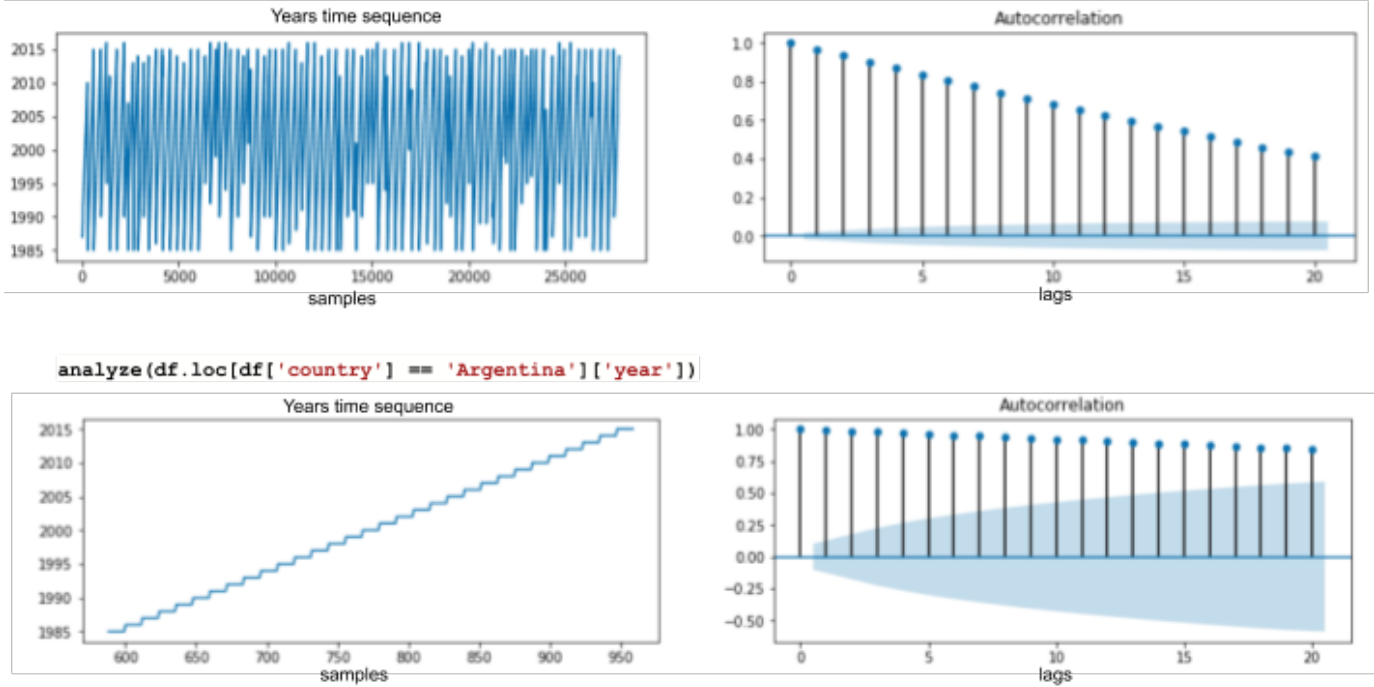 Years time sequence
2015
2010
2005
2000
1995
1990
1985
0 5000 10000 15000 20000 25000
samples
Autocorrelation
1.0
0.8
0.6
0.4
0.2
0.0
0 5 10 15 20
lags
analyze(df.loc[df['country'] == 'Argentina']['year'])
Years time sequence
2015
2010
2005
2000
1995
1990
1985
600 650 700 750 800 850 900 950
samples
Autocorrelation
1.00
0.75
0.50
0.25
0.00
−0.25
−0.50
0 5 10 15 20
lags